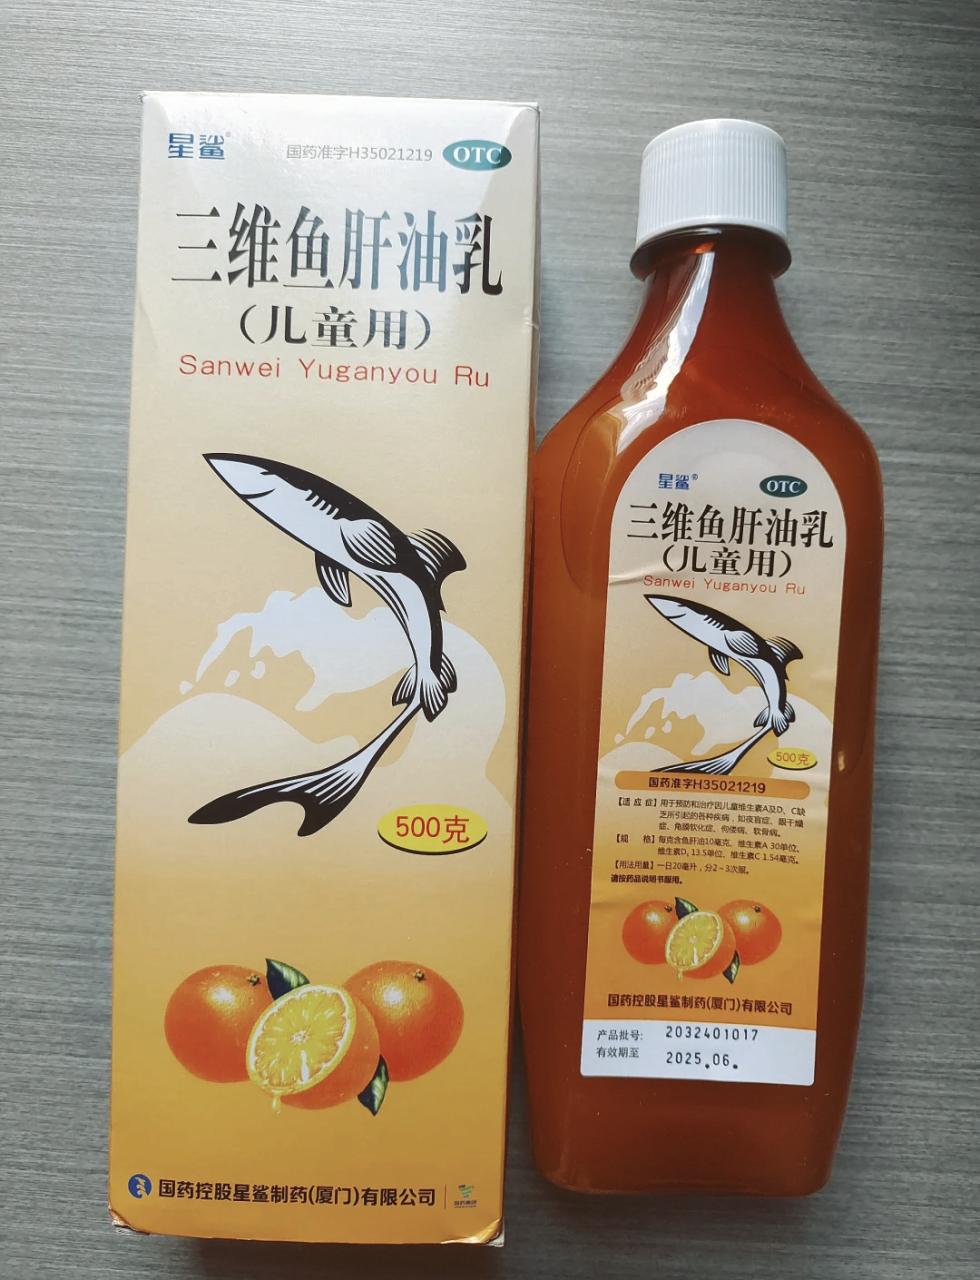 星鲨®
国药准字H35021219
OTC
三维鱼肝油乳
（儿童用）
Sanwei Yuganyou Ru
500克
国药控股星鲨制药(厦门)有限公司
星鲨®
OTC
三维鱼肝油乳
（儿童用）
Sanwei Yuganyou Ru
500克
国药准字H35021219
【适应症】用于预防和治疗因儿童维生素A及D、C缺
乏所引起的各种疾病，如夜盲症、眼干燥
症、角膜软化症、佝偻病、软骨病。
【规 格】每克含鱼肝油10毫克、维生素A 30单位、
维生素D₂ 13.5单位、维生素C 1.54毫克。
【用法用量】一日20毫升，分2~3次服。
请按药品说明书服用。
国药控股星鲨制药(厦门)有限公司
产品批号: 2032401017
有效期至 2025.06.